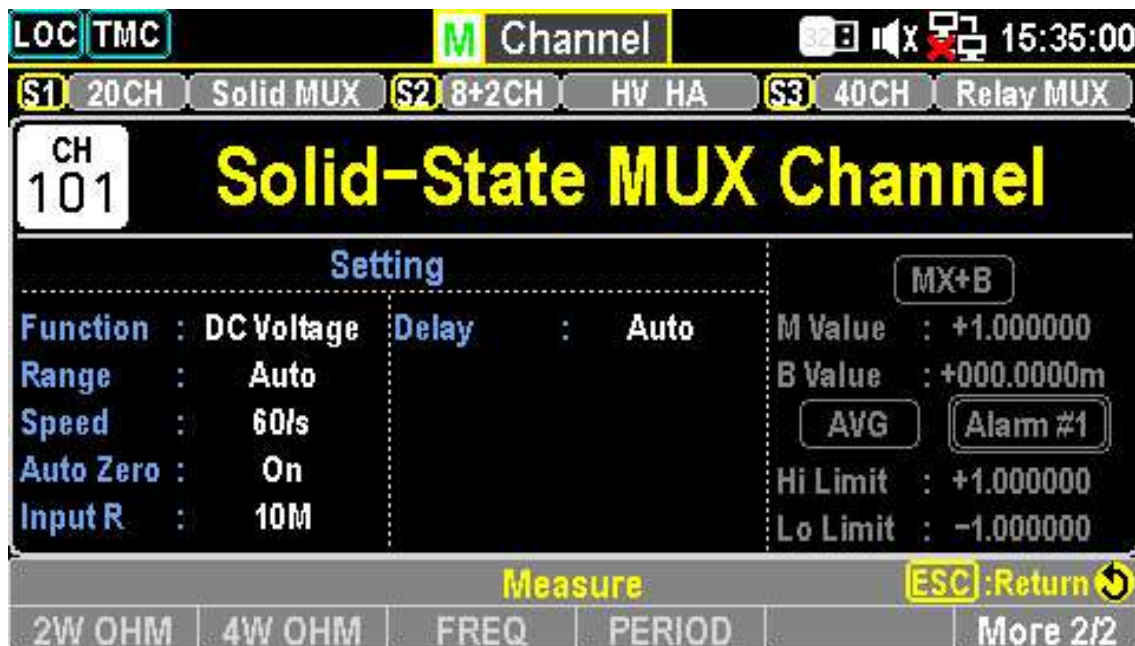 LOC TMC M Channel 32 X 15:35:00
S1 20CH Solid MUX S2 8+2CH HV HA S3 40CH Relay MUX
CH
101
Solid-State MUX Channel
Setting
Function : DC Voltage
Range : Auto
Speed : 60/s
Auto Zero : On
Input R : 10M
Delay : Auto
MX+B
M Value : +1.000000
B Value : +000.0000m
AVG Alarm #1
Hi Limit : +1.000000
Lo Limit : -1.000000
Measure ESC :Return
2W OHM 4W OHM FREQ PERIOD More 2/2